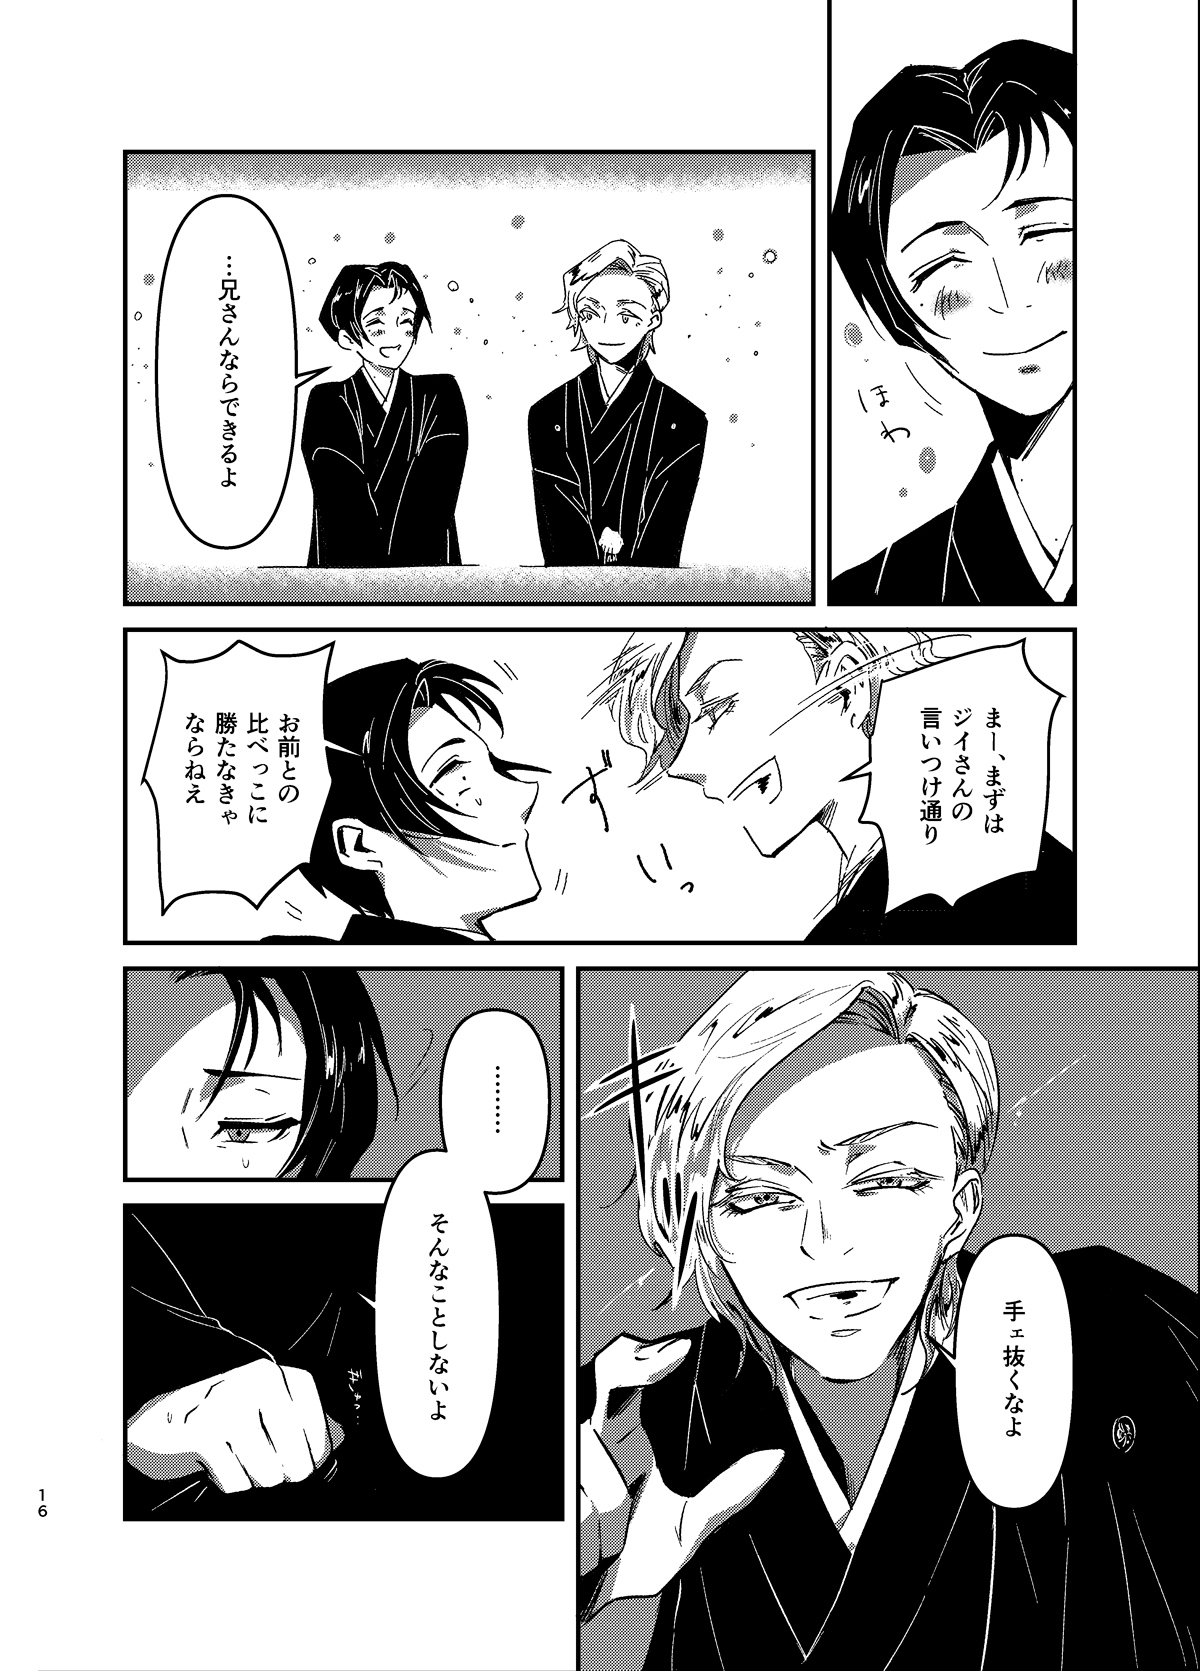 ほわ
…兄さんならできるよ
まー、まずは
ジイさんの
言いつけ通り
ずいっ
お前との
比べっこに
勝たなきゃ
ならねえ
手ェ抜くなよ
………
そんなことしないよ
16